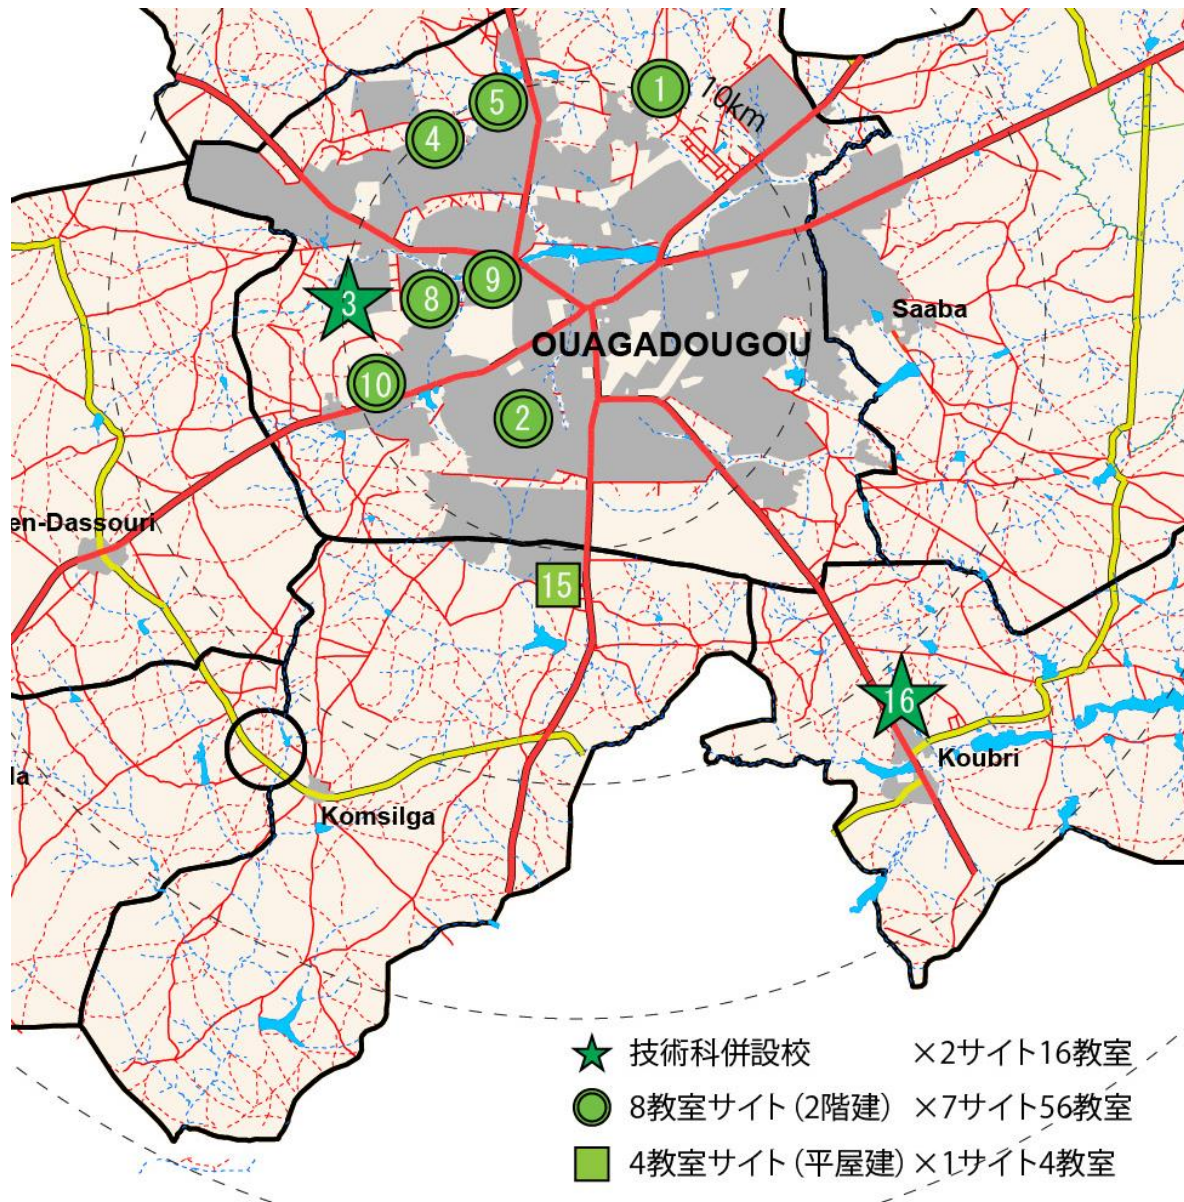 5
1
10km
4
9
3
8
Saaba
OUAGADOUGOU
10
2
en-Dassouri
15
16
la
Koubri
Komsilga
技術科併設校 ×2サイト16教室
8教室サイト(2階建) ×7サイト56教室
4教室サイト(平屋建)×1サイト4教室